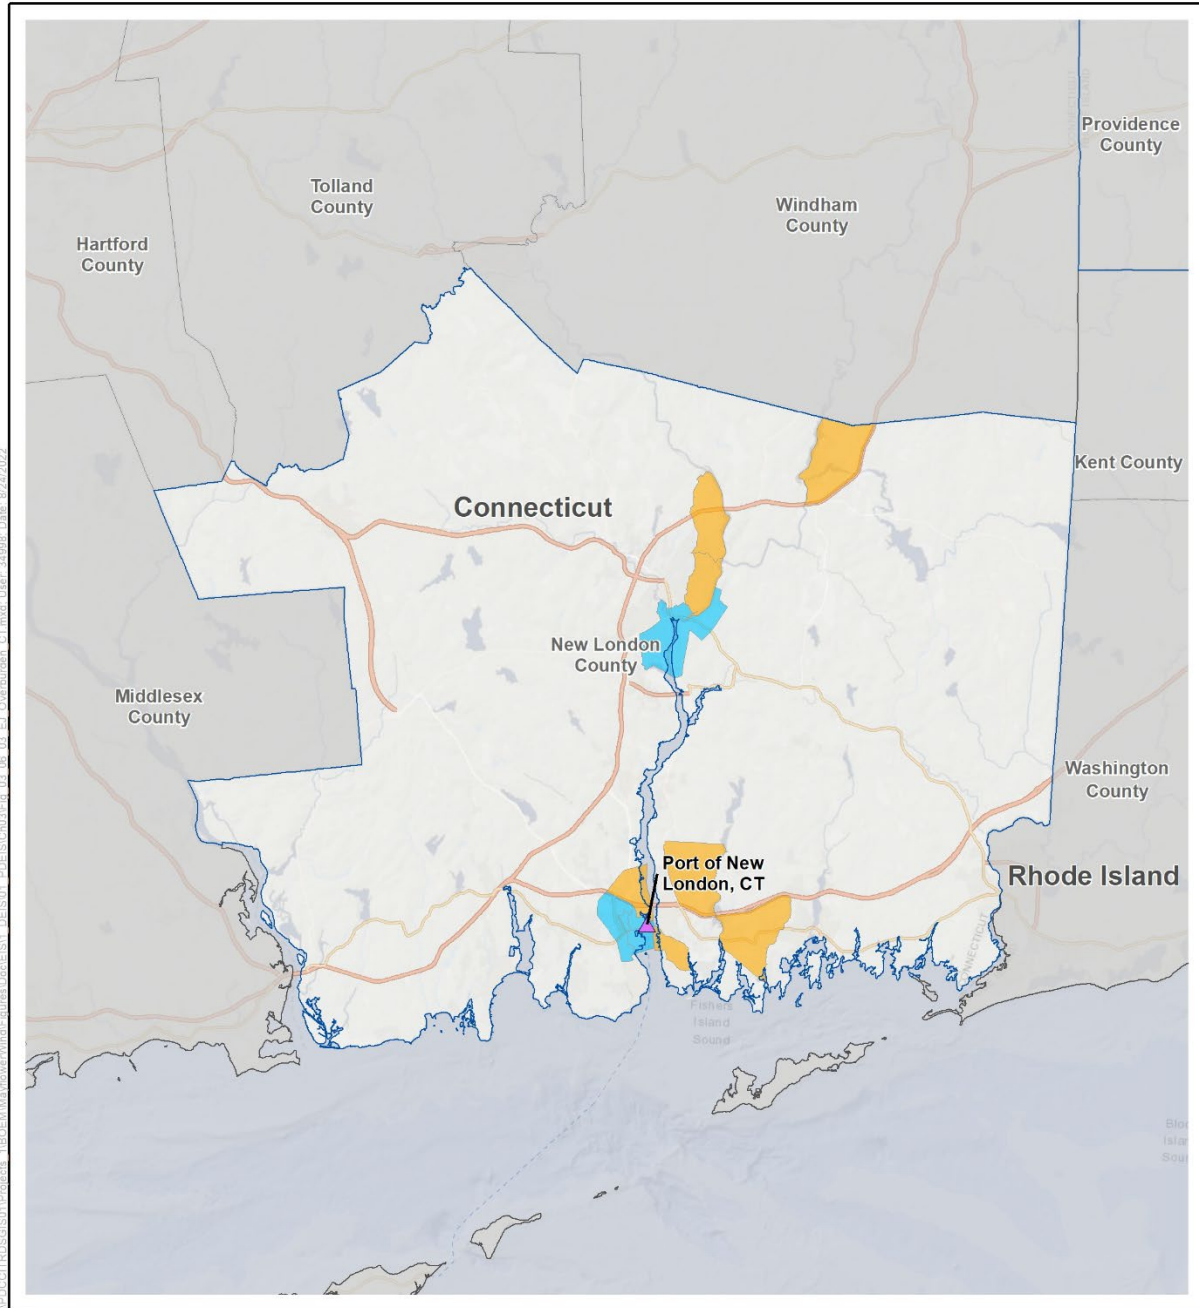 Providence
County
Tolland
County
Windham
County
Hartford
County
Kent County
Connecticut
New London
County
Middlesex
County
Washington
County
Port of New
London, CT
Rhode Island
CONNECTICUT
Fishers
Island
Sound